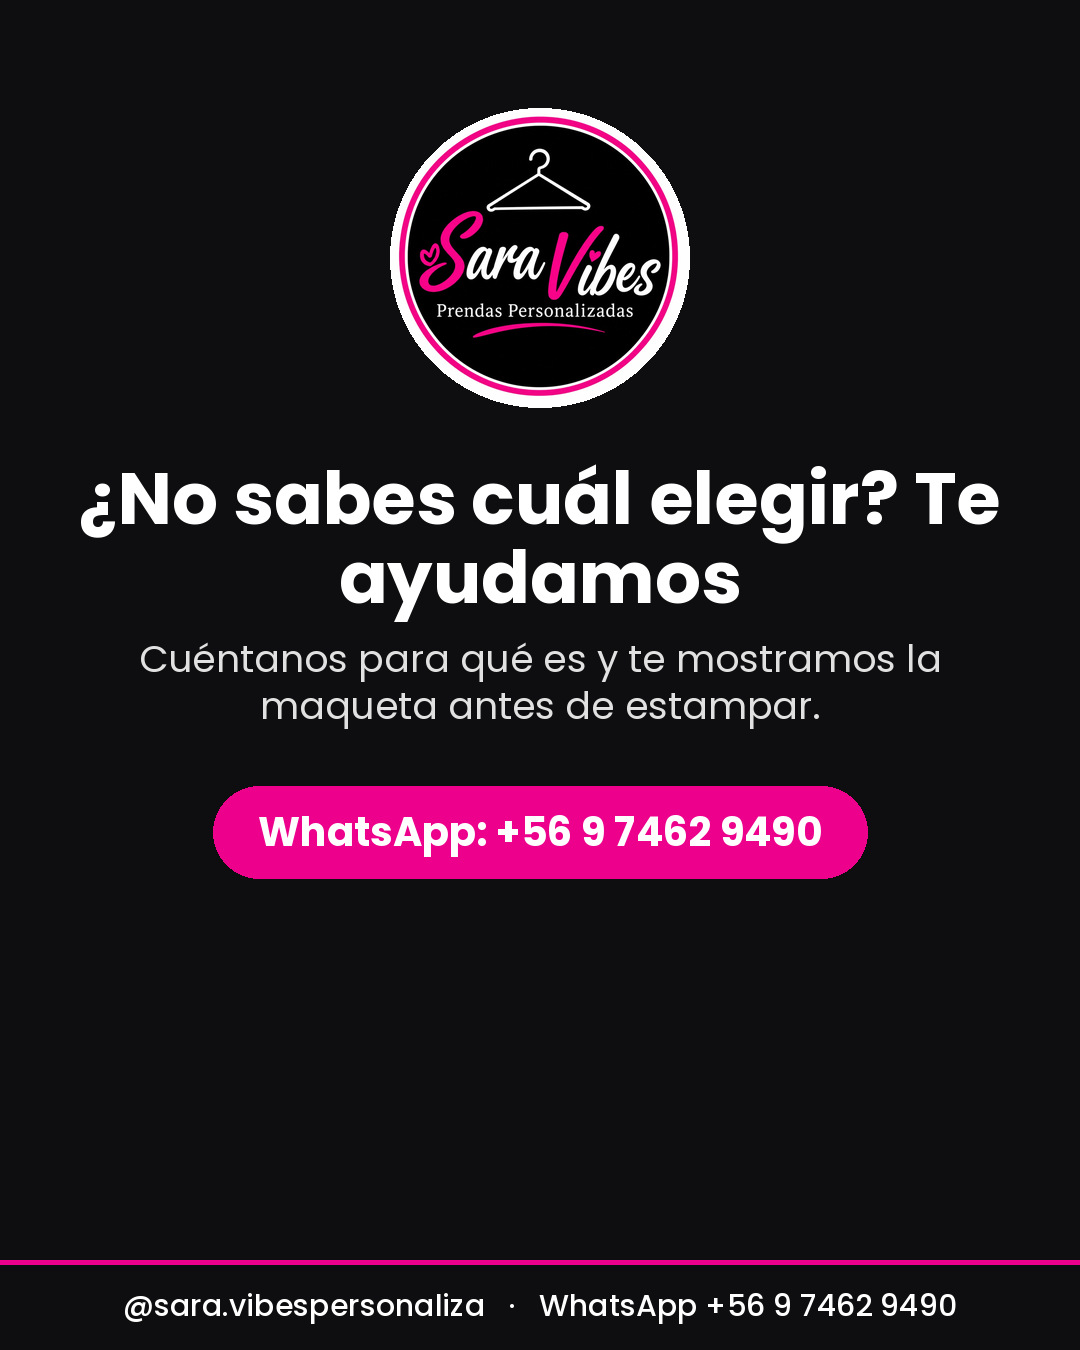 Sara Vibes
Prendas Personalizadas
¿No sabes cuál elegir? Te
ayudamos
Cuéntanos para qué es y te mostramos la
maqueta antes de estampar.
WhatsApp: +56 9 7462 9490
@sara.vibespersonaliza · WhatsApp +56 9 7462 9490